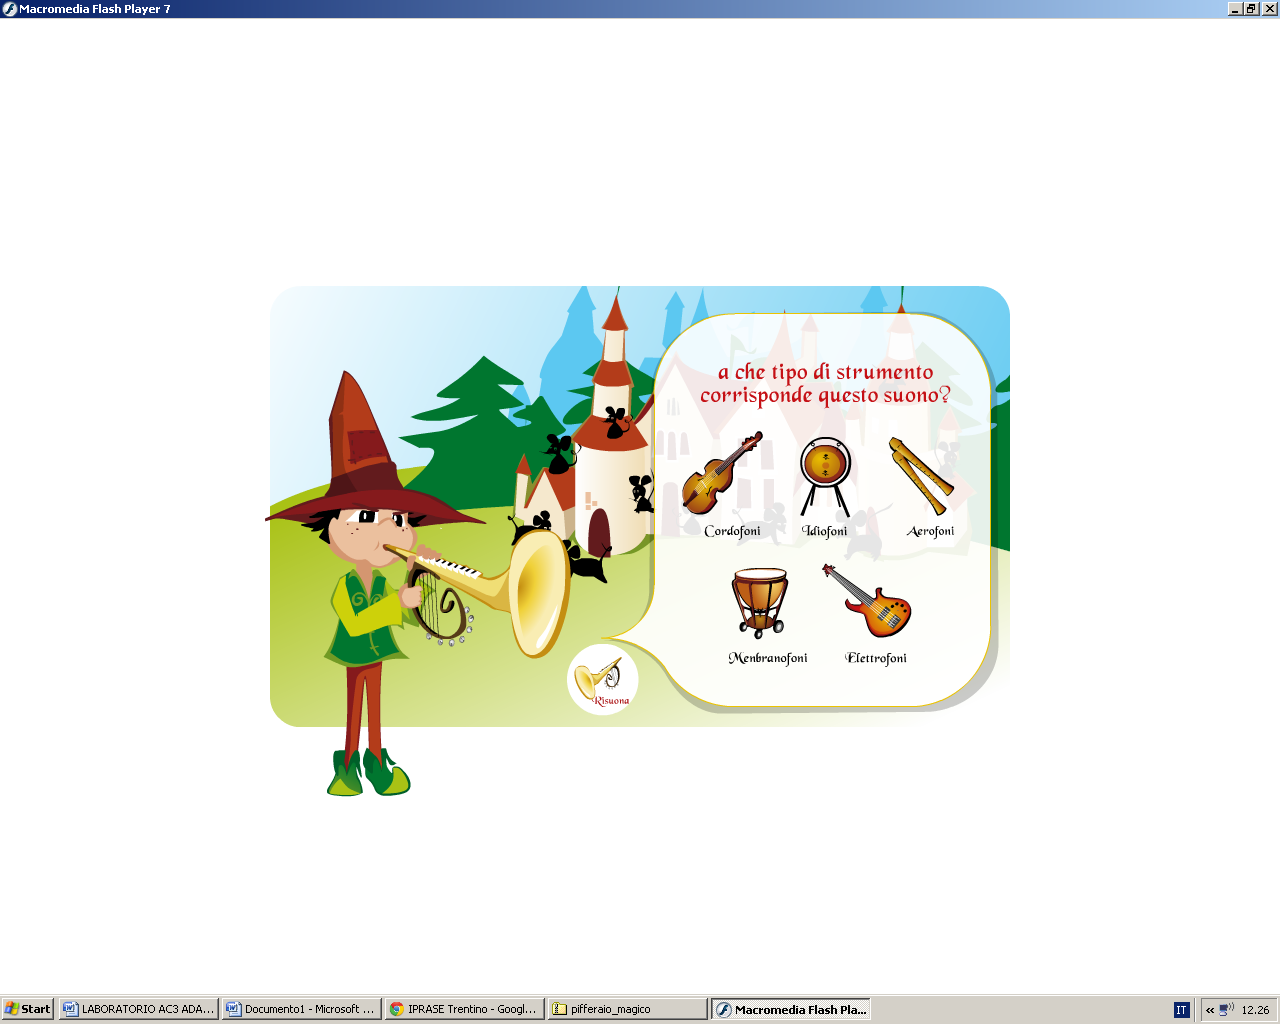 Macromedia Flash Player 7
a che tipo di strumento
corrisponde questo suono?
Cordofoni
Idiofoni
Aerofoni
Menbranofoni
Elettrofoni
Risuona
Start
LABORATORIO AC3 ADA...
Documento1 - Microsoft ...
IPRASE Trentino - Googl...
pifferaio_magico
Macromedia Flash Pla...
IT
12.26